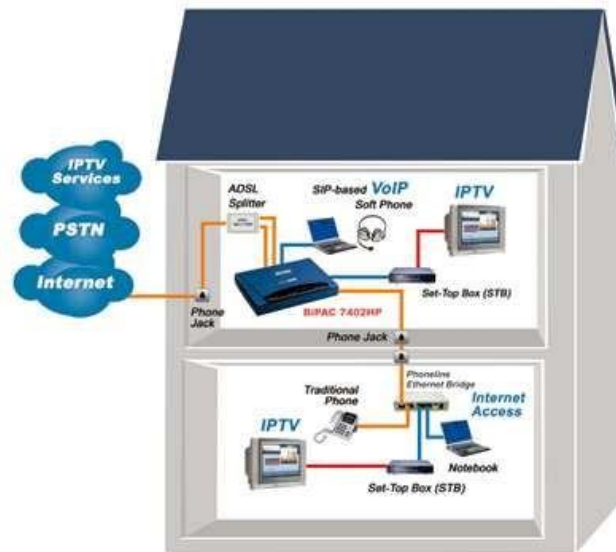 IPTV
Services
PSTN
Internet
ADSL
Splitter
SIP-based VoIP
Soft Phone
IPTV
Set-Top Box (STB)
BiPAC 7402HP
Phone
Jack
Phone Jack
Phoneline
Ethernet Bridge
Traditional
Phone
Internet
Access
IPTV
Notebook
Set-Top Box (STB)